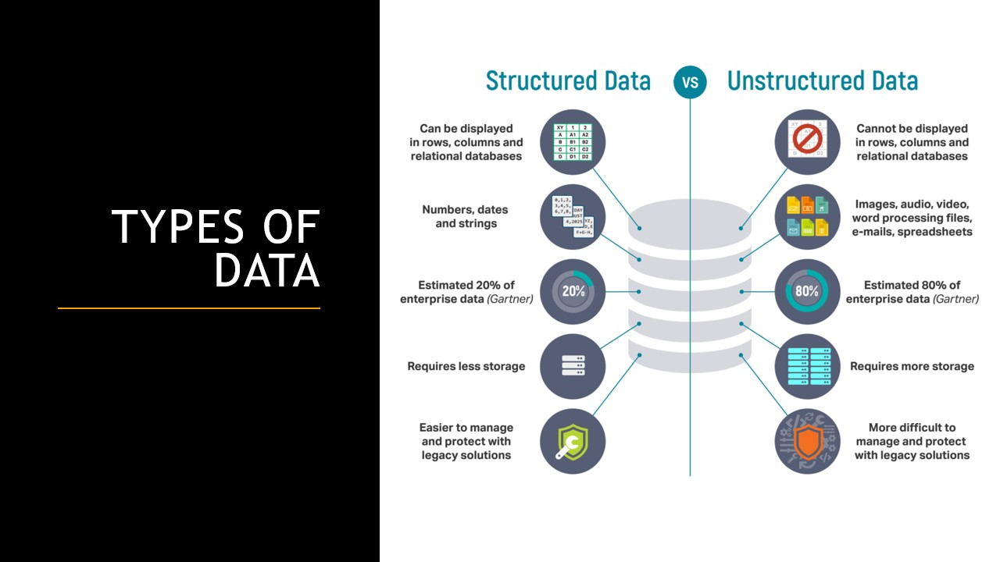 TYPES OF
DATA
Structured Data
VS
Unstructured Data
Can be displayed
in rows, columns and
relational databases
XY 1 2
A A1 A2
B B1 B2
C C1 C2
D D1 D2
Numbers, dates
and strings
0,1,2,
3,4,5,
6,7,8,
4,2025
F+G-H,
Estimated 20% of
enterprise data (Gartner)
20%
Requires less storage
Easier to manage
and protect with
legacy solutions
Cannot be displayed
in rows, columns and
relational databases
Images, audio, video,
word processing files,
e-mails, spreadsheets
80%
Estimated 80% of
enterprise data (Gartner)
Requires more storage
More difficult to
manage and protect
with legacy solutions